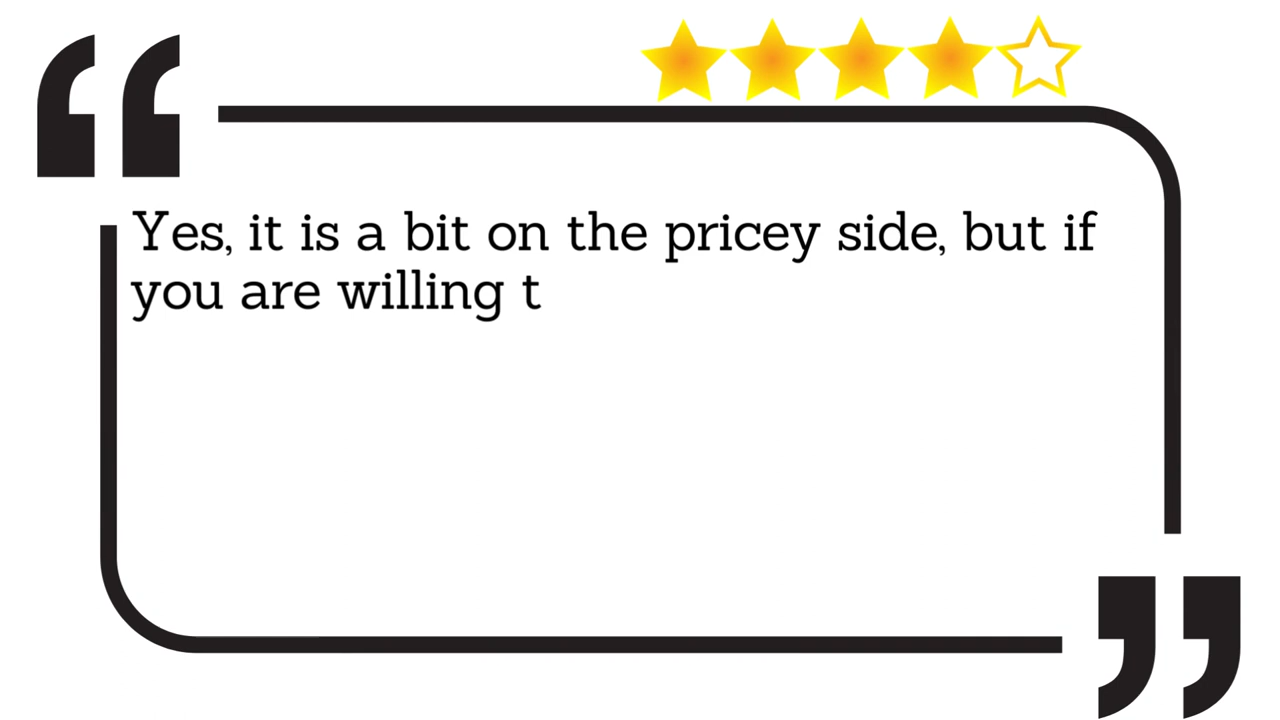 Yes, it is a bit on the pricey side, but if
you are willing t